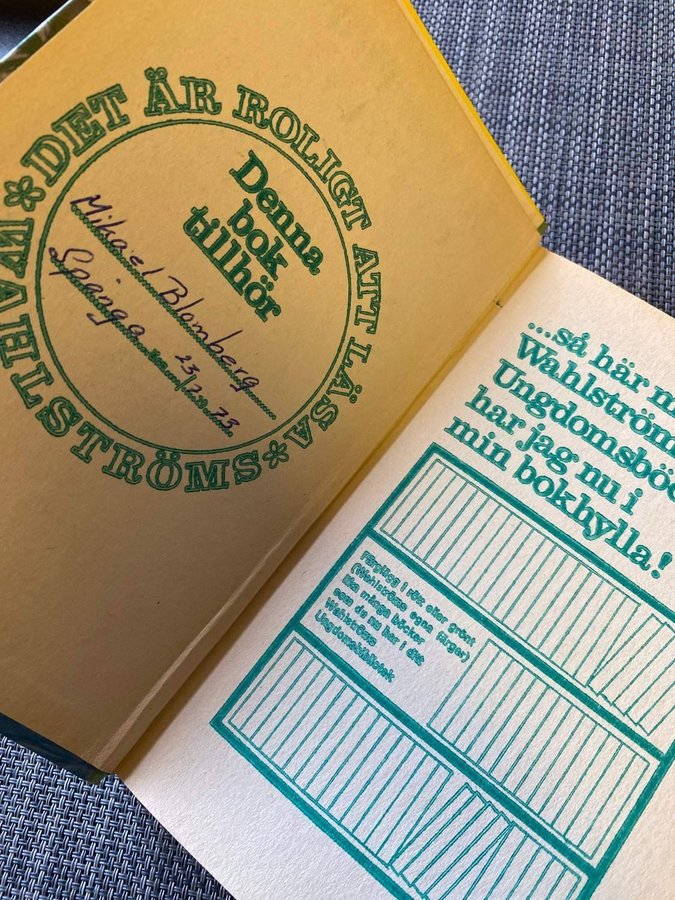 DET ÄR ROLIGT ATT LÄSA
WAHLSTRÖMS
Denna
bok
tillhör
Mikael Blomberg
Spånga 23/2.73
...så här m
Wahlström
Ungdomsböc
har jag nu i
min bokhylla!
Färglägg i rött eller grönt
(Wahlströms egna färger)
lika många böcker
som du nu har i ditt
Wahlströms
Ungdomsbibliotek